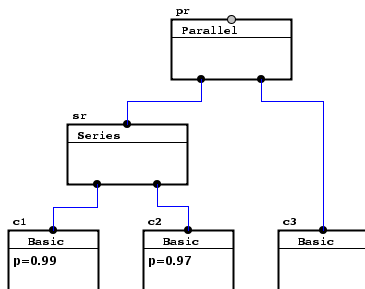 pr
Parallel
sr
Series
c1
c2
c3
Basic
Basic
Basic
p=0.99
p=0.97